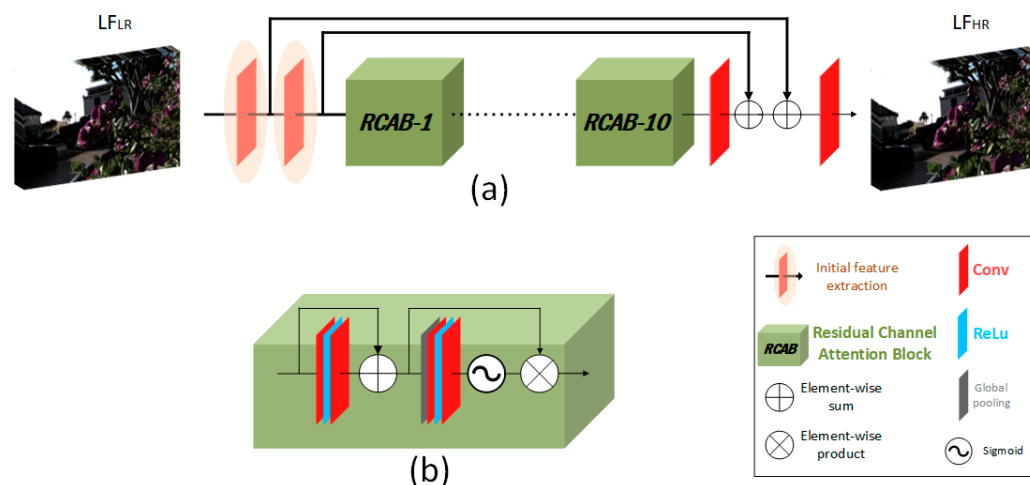 LFLR
LFHR
RCAB-1
RCAB-10
(a)
Initial feature
extraction
Conv
RCAB
Residual Channel
Attention Block
ReLu
Element-wise
sum
Global
pooling
Element-wise
product
Sigmoid
(b)